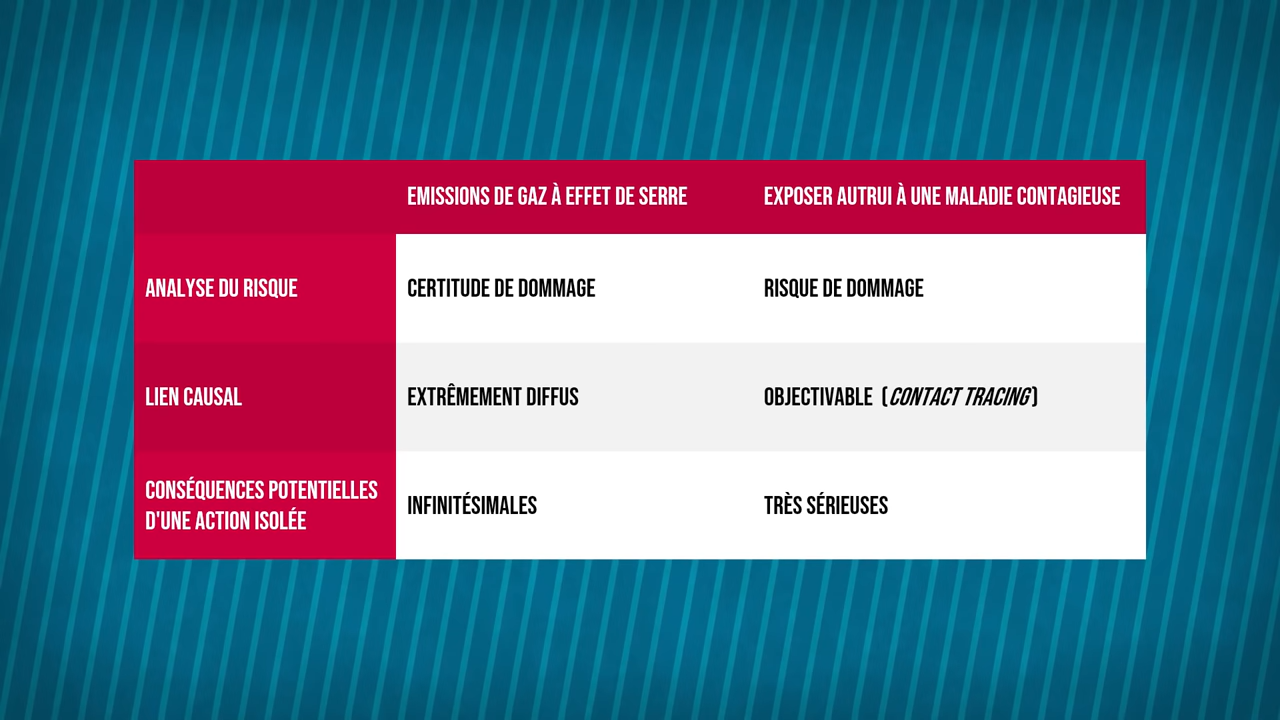 EMISSIONS DE GAZ À EFFET DE SERRE
EXPOSER AUTRUI À UNE MALADIE CONTAGIEUSE
ANALYSE DU RISQUE
CERTITUDE DE DOMMAGE
RISQUE DE DOMMAGE
LIEN CAUSAL
EXTRÊMEMENT DIFFUS
OBJECTIVABLE (CONTACT TRACING)
CONSÉQUENCES POTENTIELLES
D'UNE ACTION ISOLÉE
INFINITÉSIMALES
TRÈS SÉRIEUSES